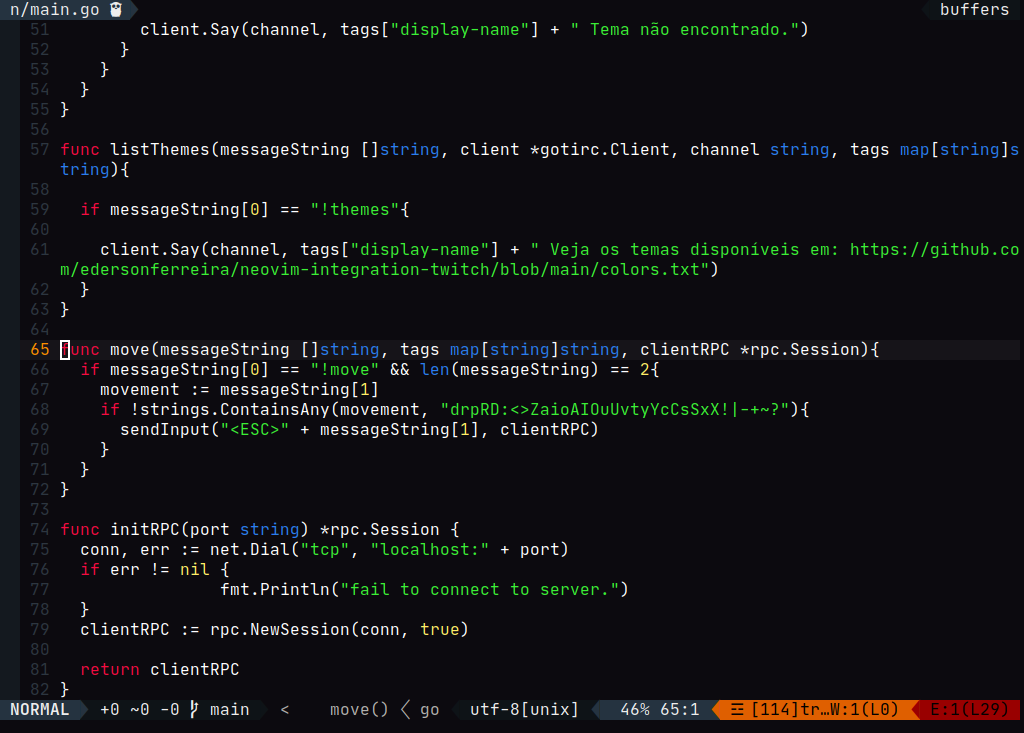 n/main.go buffers
51 client.Say(channel, tags["display-name"] + " Tema não encontrado.")
52 }
53 }
54 }
55 }
56
57 func listThemes(messageString []string, client *gotirc.Client, channel string, tags map[string]s
tring){
58
59 if messageString[0] == "!themes"{
60
61 client.Say(channel, tags["display-name"] + " Veja os temas disponíveis em: https://github.co
m/edersonferreira/neovim-integration-twitch/blob/main/colors.txt")
62 }
63 }
64
65 func move(messageString []string, tags map[string]string, clientRPC *rpc.Session){
66 if messageString[0] == "!move" && len(messageString) == 2{
67 movement := messageString[1]
68 if !strings.ContainsAny(movement, "drpRD:<>ZaioAIOuUvtyYcCsSxX!|-+~?"){
69 sendInput("<ESC>" + messageString[1], clientRPC)
70 }
71 }
72 }
73
74 func initRPC(port string) *rpc.Session {
75 conn, err := net.Dial("tcp", "localhost:" + port)
76 if err != nil {
77 fmt.Println("fail to connect to server.")
78 }
79 clientRPC := rpc.NewSession(conn, true)
80
81 return clientRPC
82 }
NORMAL +0 ~0 -0 main < move() < go utf-8[unix] 46% 65:1 ☲ [114]tr…W:1(L0) E:1(L29)